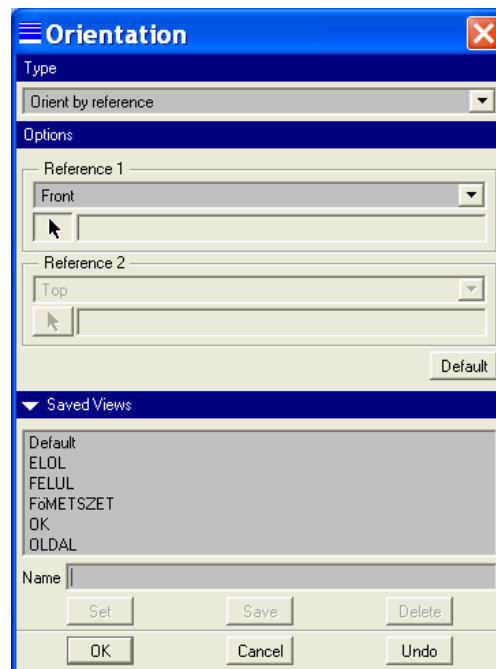 Orientation
Type
Orient by reference
Options
Reference 1
Front
Reference 2
Top
Default
Saved Views
Default
ELOL
FELUL
FöMETSZET
OK
OLDAL
Name
Set Save Delete
OK Cancel Undo